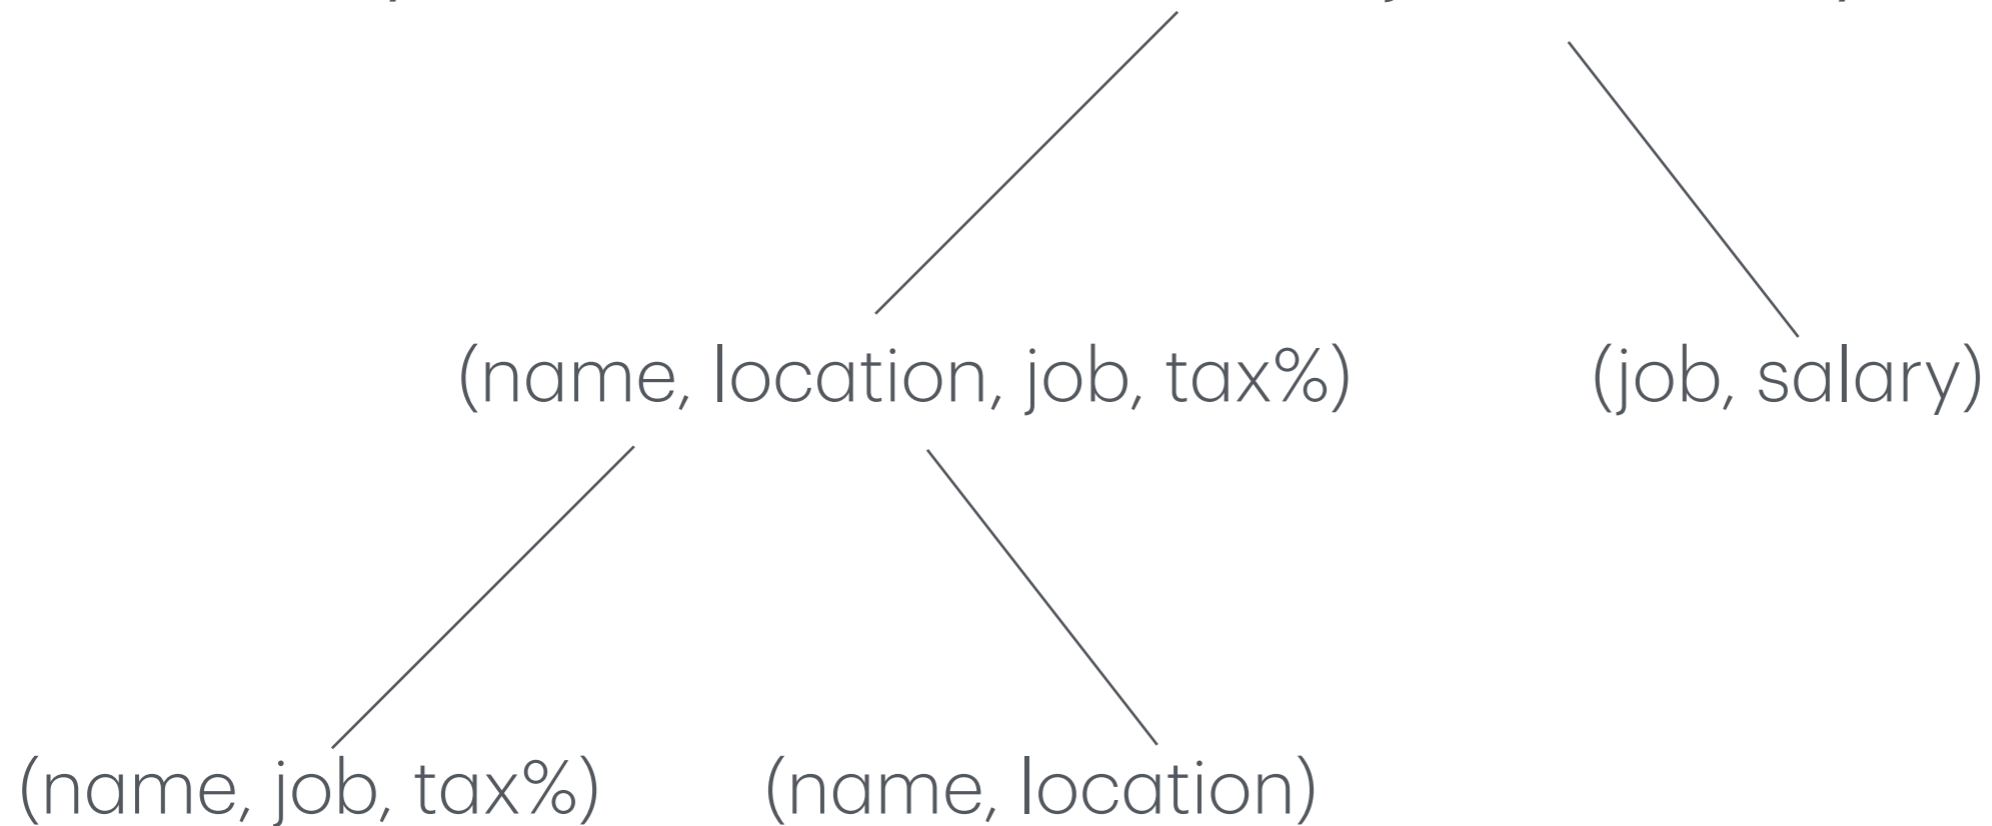 (name, location, job, tax%) (job, salary)
(name, job, tax%) (name, location)